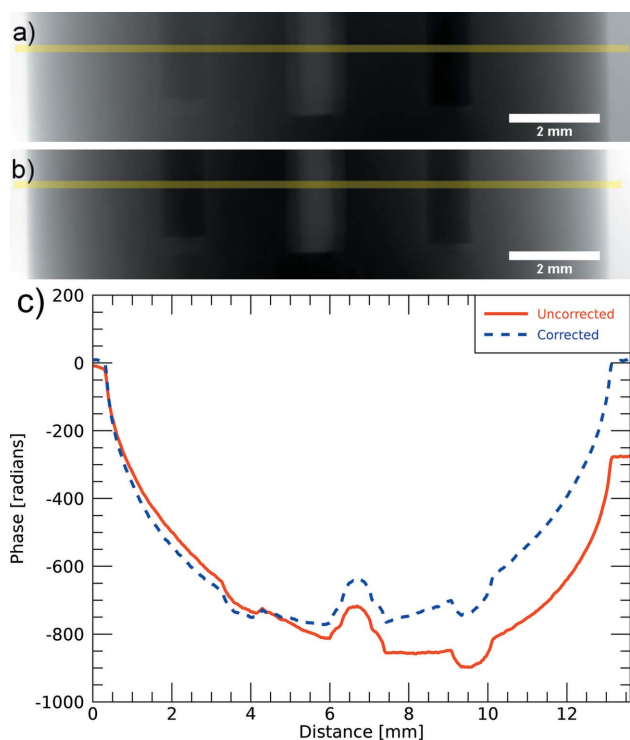 a)
2 mm
b)
2 mm
c)
200
0
-200
-400
-600
-800
-1000
Phase [radians]
Uncorrected
Corrected
0
2
4
6
8
10
12
Distance [mm]